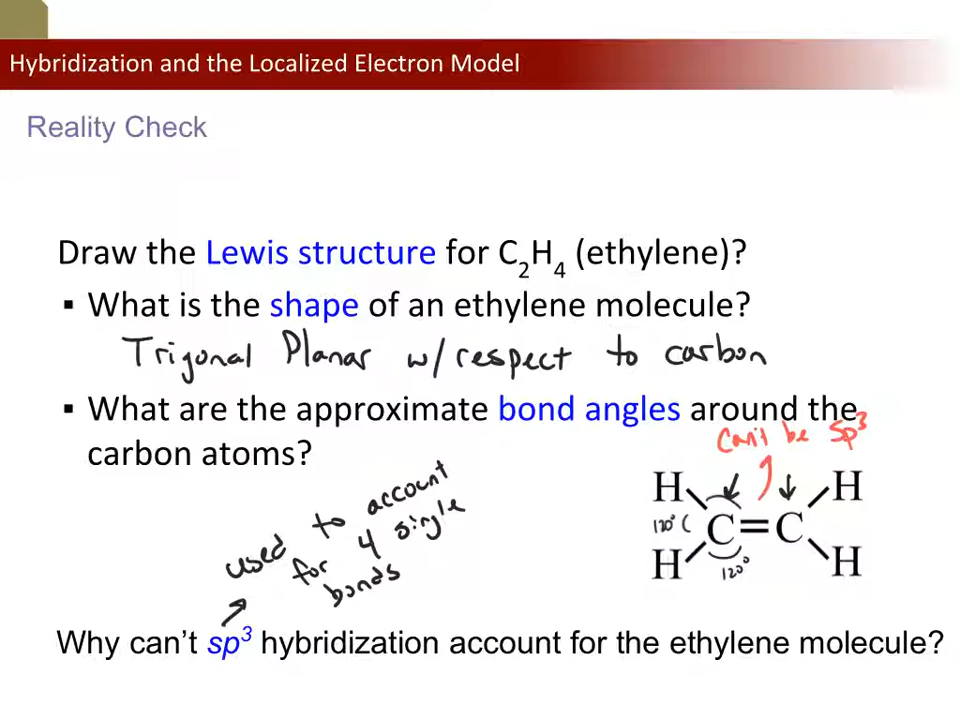 Hybridization and the Localized Electron Model
Reality Check
Draw the Lewis structure for C₂H₄ (ethylene)?
▪ What is the shape of an ethylene molecule?
Trigonal Planar w/ respect to carbon
▪ What are the approximate bond angles around the
carbon atoms?
can't be sp³
H H
120° C=C
H H
120°
used to account
for 4 single
bonds
Why can't sp³ hybridization account for the ethylene molecule?